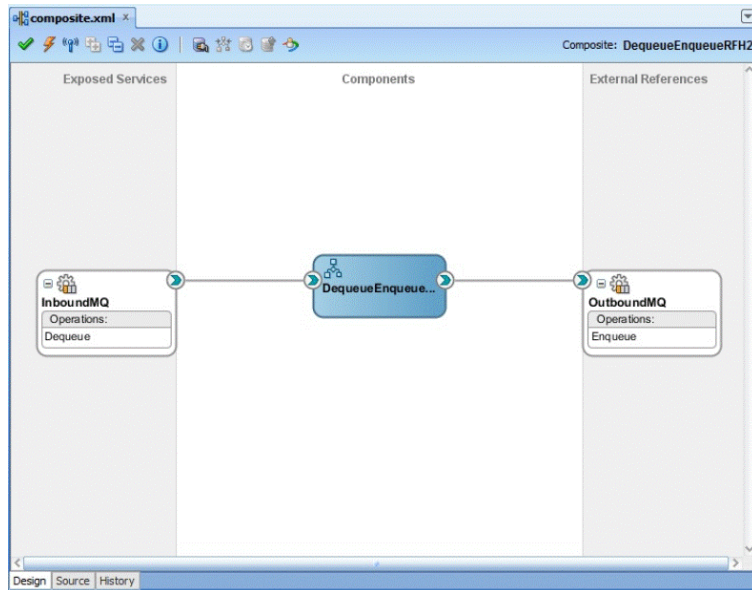 composite.xml
Composite: DequeueEnqueueRFH2
Exposed Services
Components
External References
InboundMQ
Operations:
Dequeue
DequeueEnqueue...
OutboundMQ
Operations:
Enqueue
Design Source History